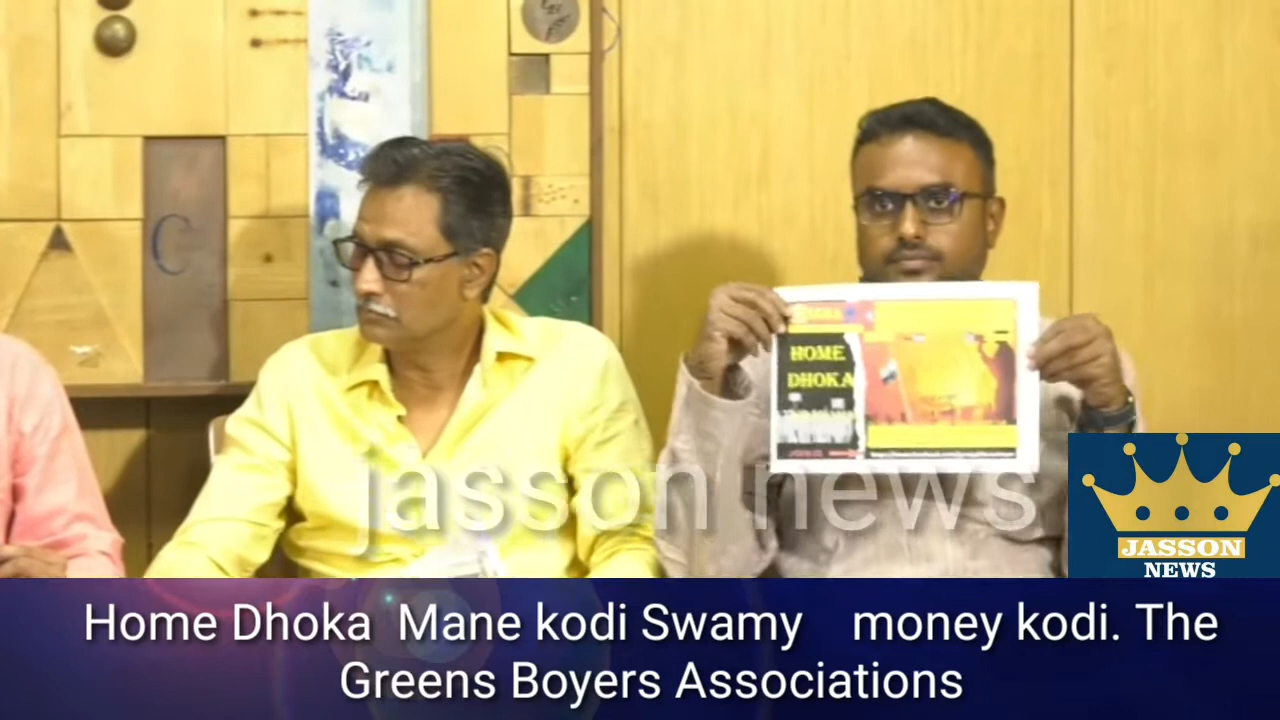 C
HOME
DHOKA
jasson news
JASSON
NEWS
Home Dhoka Mane kodi Swamy money kodi. The
Greens Boyers Associations